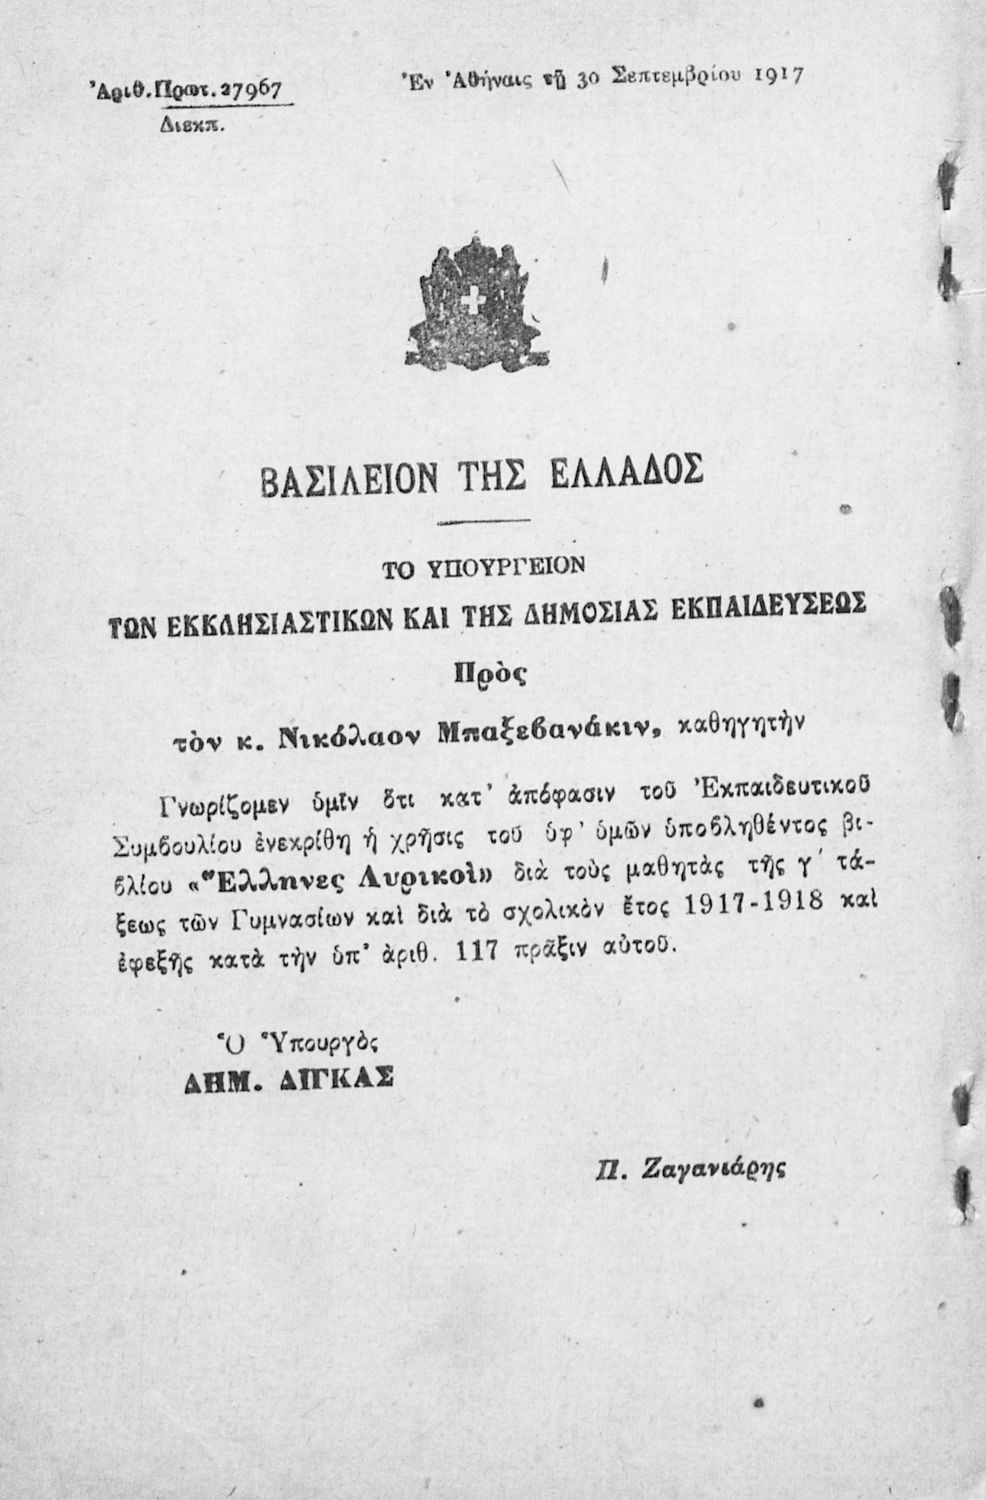 Ἀριθ. Πρωτ. 27967
Διεκπ.
Ἐν Ἀθήναις τῇ 30 Σεπτεμβρίου 1917
ΒΑΣΙΛΕΙΟΝ ΤΗΣ ΕΛΛΑΔΟΣ
ΤΟ ΥΠΟΥΡΓΕΙΟΝ
ΤΩΝ ΕΚΚΛΗΣΙΑΣΤΙΚΩΝ ΚΑΙ ΤΗΣ ΔΗΜΟΣΙΑΣ ΕΚΠΑΙΔΕΥΣΕΩΣ
Πρὸς
τὸν κ. Νικόλαον Μπαξεβανάκιν, καθηγητὴν
Γνωρίζομεν ὑμῖν ὅτι κατ᾽ ἀπόφασιν τοῦ Ἐκπαιδευτικοῦ
Συμβουλίου ἐνεκρίθη ἡ χρῆσις τοῦ ὑφ᾽ ὑμῶν ὑποβληθέντος βι-
βλίου «Ἕλληνες Λυρικοὶ» διὰ τοὺς μαθητὰς τῆς γ΄ τά-
ξεως τῶν Γυμνασίων καὶ διὰ τὸ σχολικὸν ἔτος 1917-1918 καὶ
ἐφεξῆς κατὰ τὴν ὑπ᾽ ἀριθ. 117 πρᾶξιν αὐτοῦ.
Ὁ Ὑπουργὸς
ΔΗΜ. ΔΙΓΚΑΣ
Π. Ζαγανιάρης